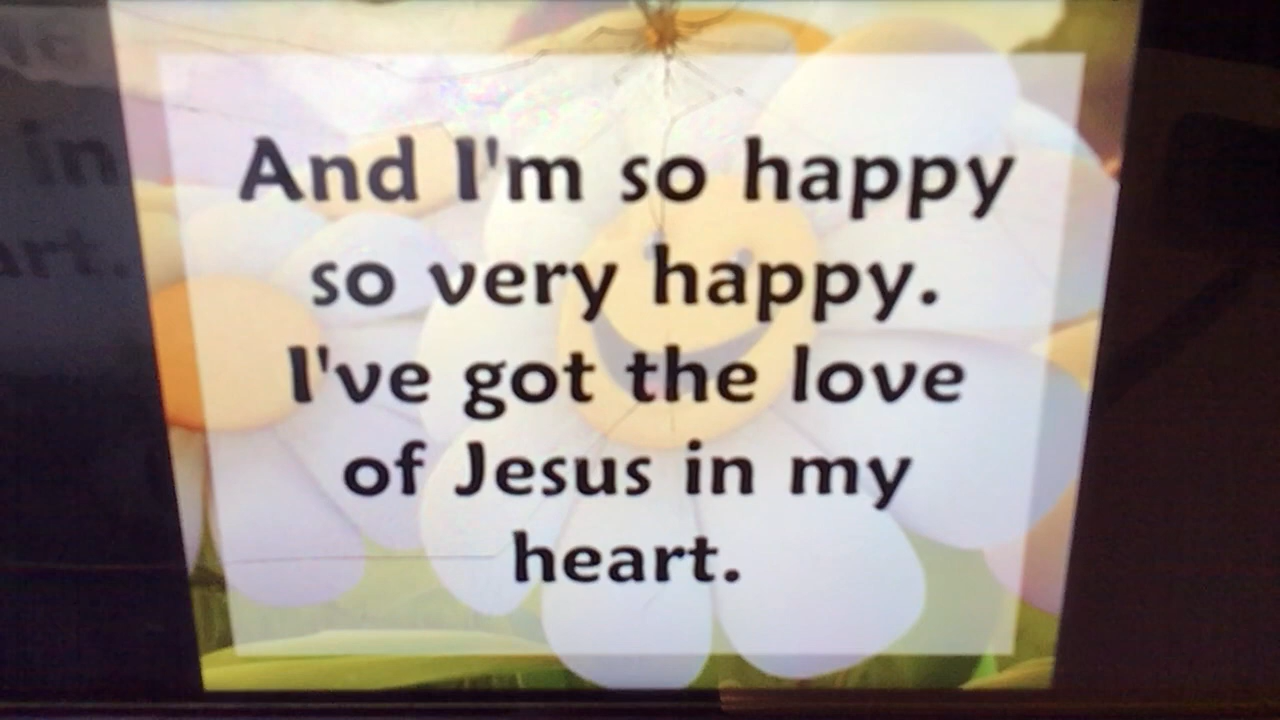 And I'm so happy
so very happy.
I've got the love
of Jesus in my
heart.